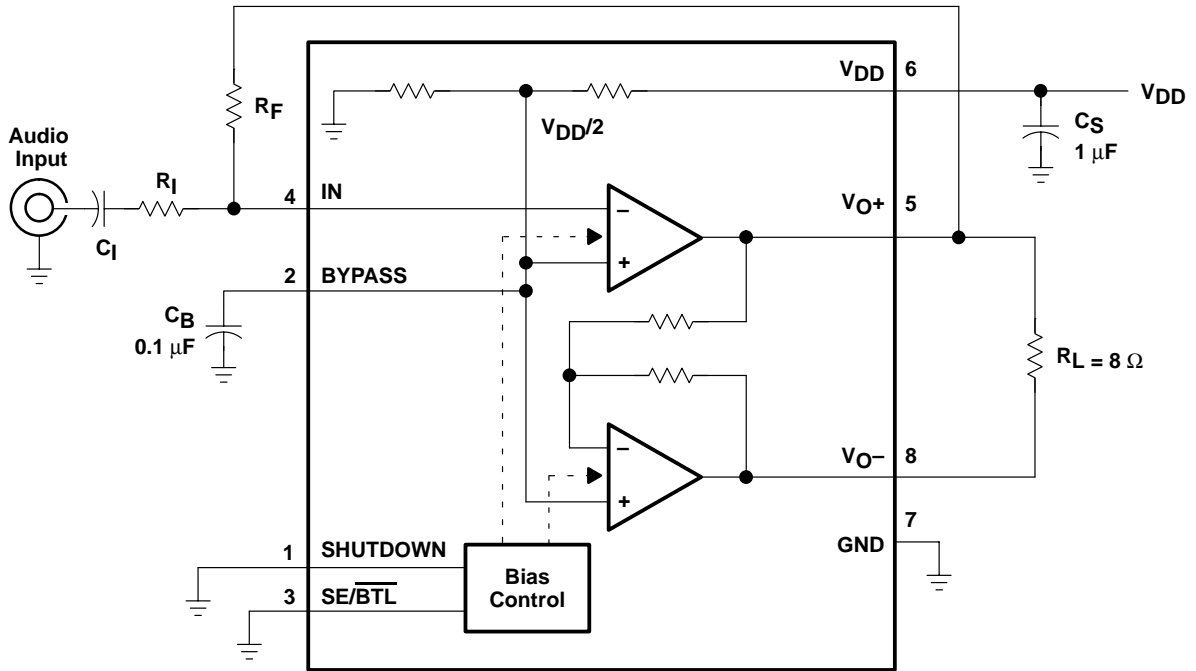 VDD 6
VDD
RF
VDD/2
CS
1 μF
Audio
Input
RI
4 IN
VO+ 5
−
CI
+
2 BYPASS
CB
0.1 μF
RL = 8 Ω
−
VO− 8
+
7
GND
1 SHUTDOWN
Bias
Control
3 SE/BTL